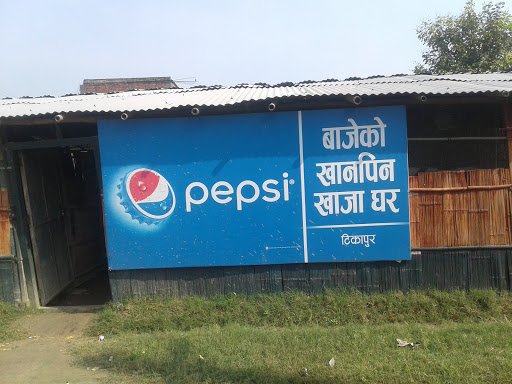 pepsi
बाजेको
खानपिन
खाजा घर
टिकापुर